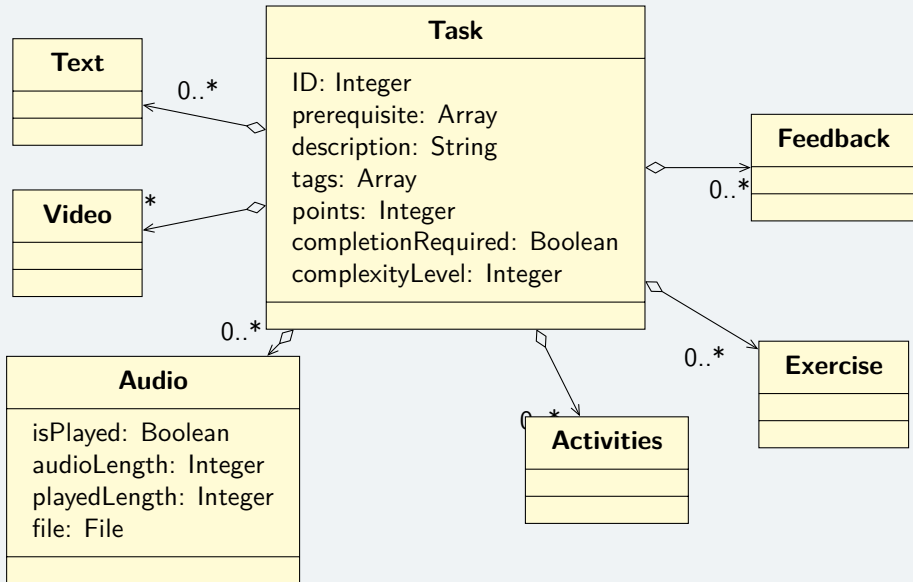 Task
ID: Integer
prerequisite: Array
description: String
tags: Array
points: Integer
completionRequired: Boolean
complexityLevel: Integer
Text
0..*
Video
*
0..*
Audio
isPlayed: Boolean
audioLength: Integer
playedLength: Integer
file: File
0..*
Activities
0..*
Exercise
Feedback
0..*